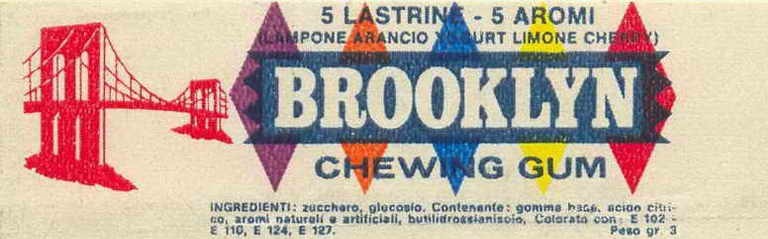 5 LASTRINE - 5 AROMI
(LAMPONE ARANCIO YOGURT LIMONE CHERRY)
BROOKLYN
CHEWING GUM
INGREDIENTI: zucchero, glucosio. Contenente: gomma base, acido citri-
co, aromi naturali e artificiali, butilidrossianisolo, Colorato con: E 102 -
E 110, E 124, E 127.
Peso gr. 3